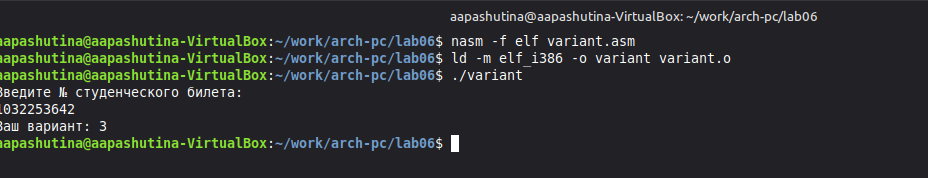 aapashutina@aapashutina-VirtualBox: ~/work/arch-pc/lab06
aapashutina@aapashutina-VirtualBox:~/work/arch-pc/lab06$ nasm -f elf variant.asm
aapashutina@aapashutina-VirtualBox:~/work/arch-pc/lab06$ ld -m elf_i386 -o variant variant.o
aapashutina@aapashutina-VirtualBox:~/work/arch-pc/lab06$ ./variant
Введите № студенческого билета:
1032253642
Ваш вариант: 3
aapashutina@aapashutina-VirtualBox:~/work/arch-pc/lab06$